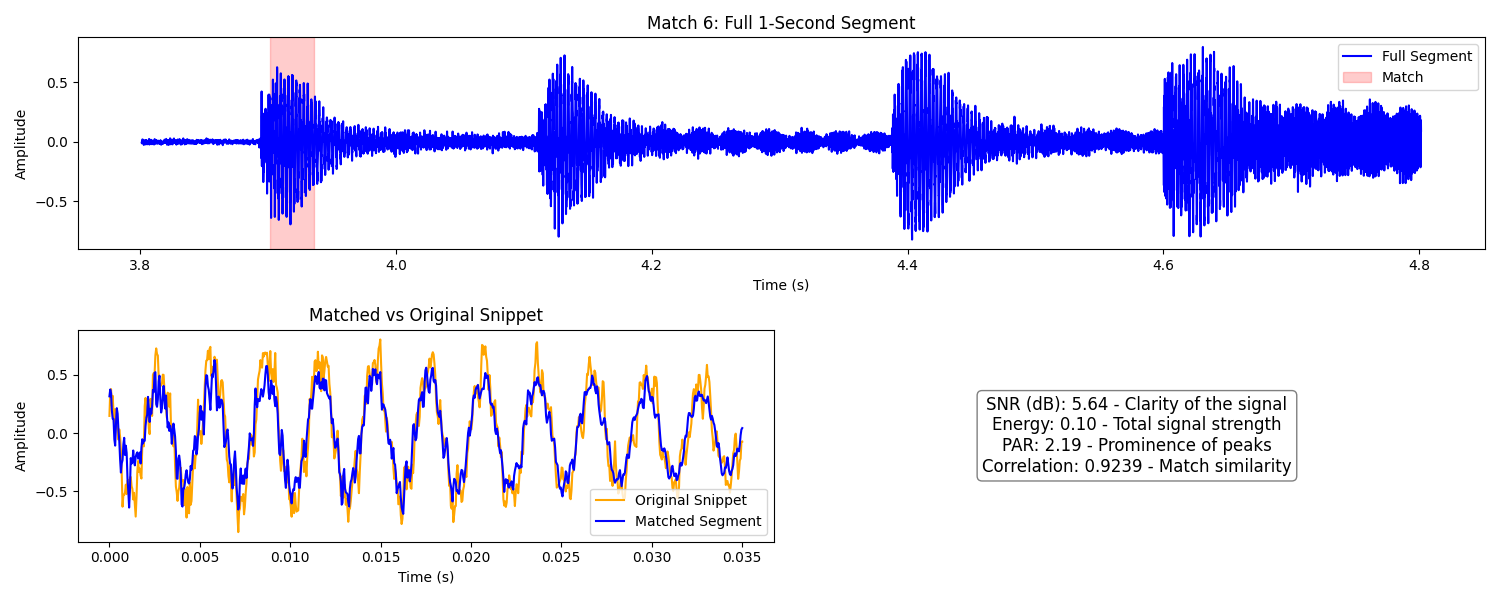 Match 6: Full 1-Second Segment
Amplitude
0.5
0.0
−0.5
Full Segment
Match
3.8
4.0
4.2
4.4
4.6
4.8
Time (s)
Matched vs Original Snippet
Amplitude
0.5
0.0
−0.5
Original Snippet
Matched Segment
0.000
0.005
0.010
0.015
0.020
0.025
0.030
0.035
Time (s)
SNR (dB): 5.64 - Clarity of the signal
Energy: 0.10 - Total signal strength
PAR: 2.19 - Prominence of peaks
Correlation: 0.9239 - Match similarity